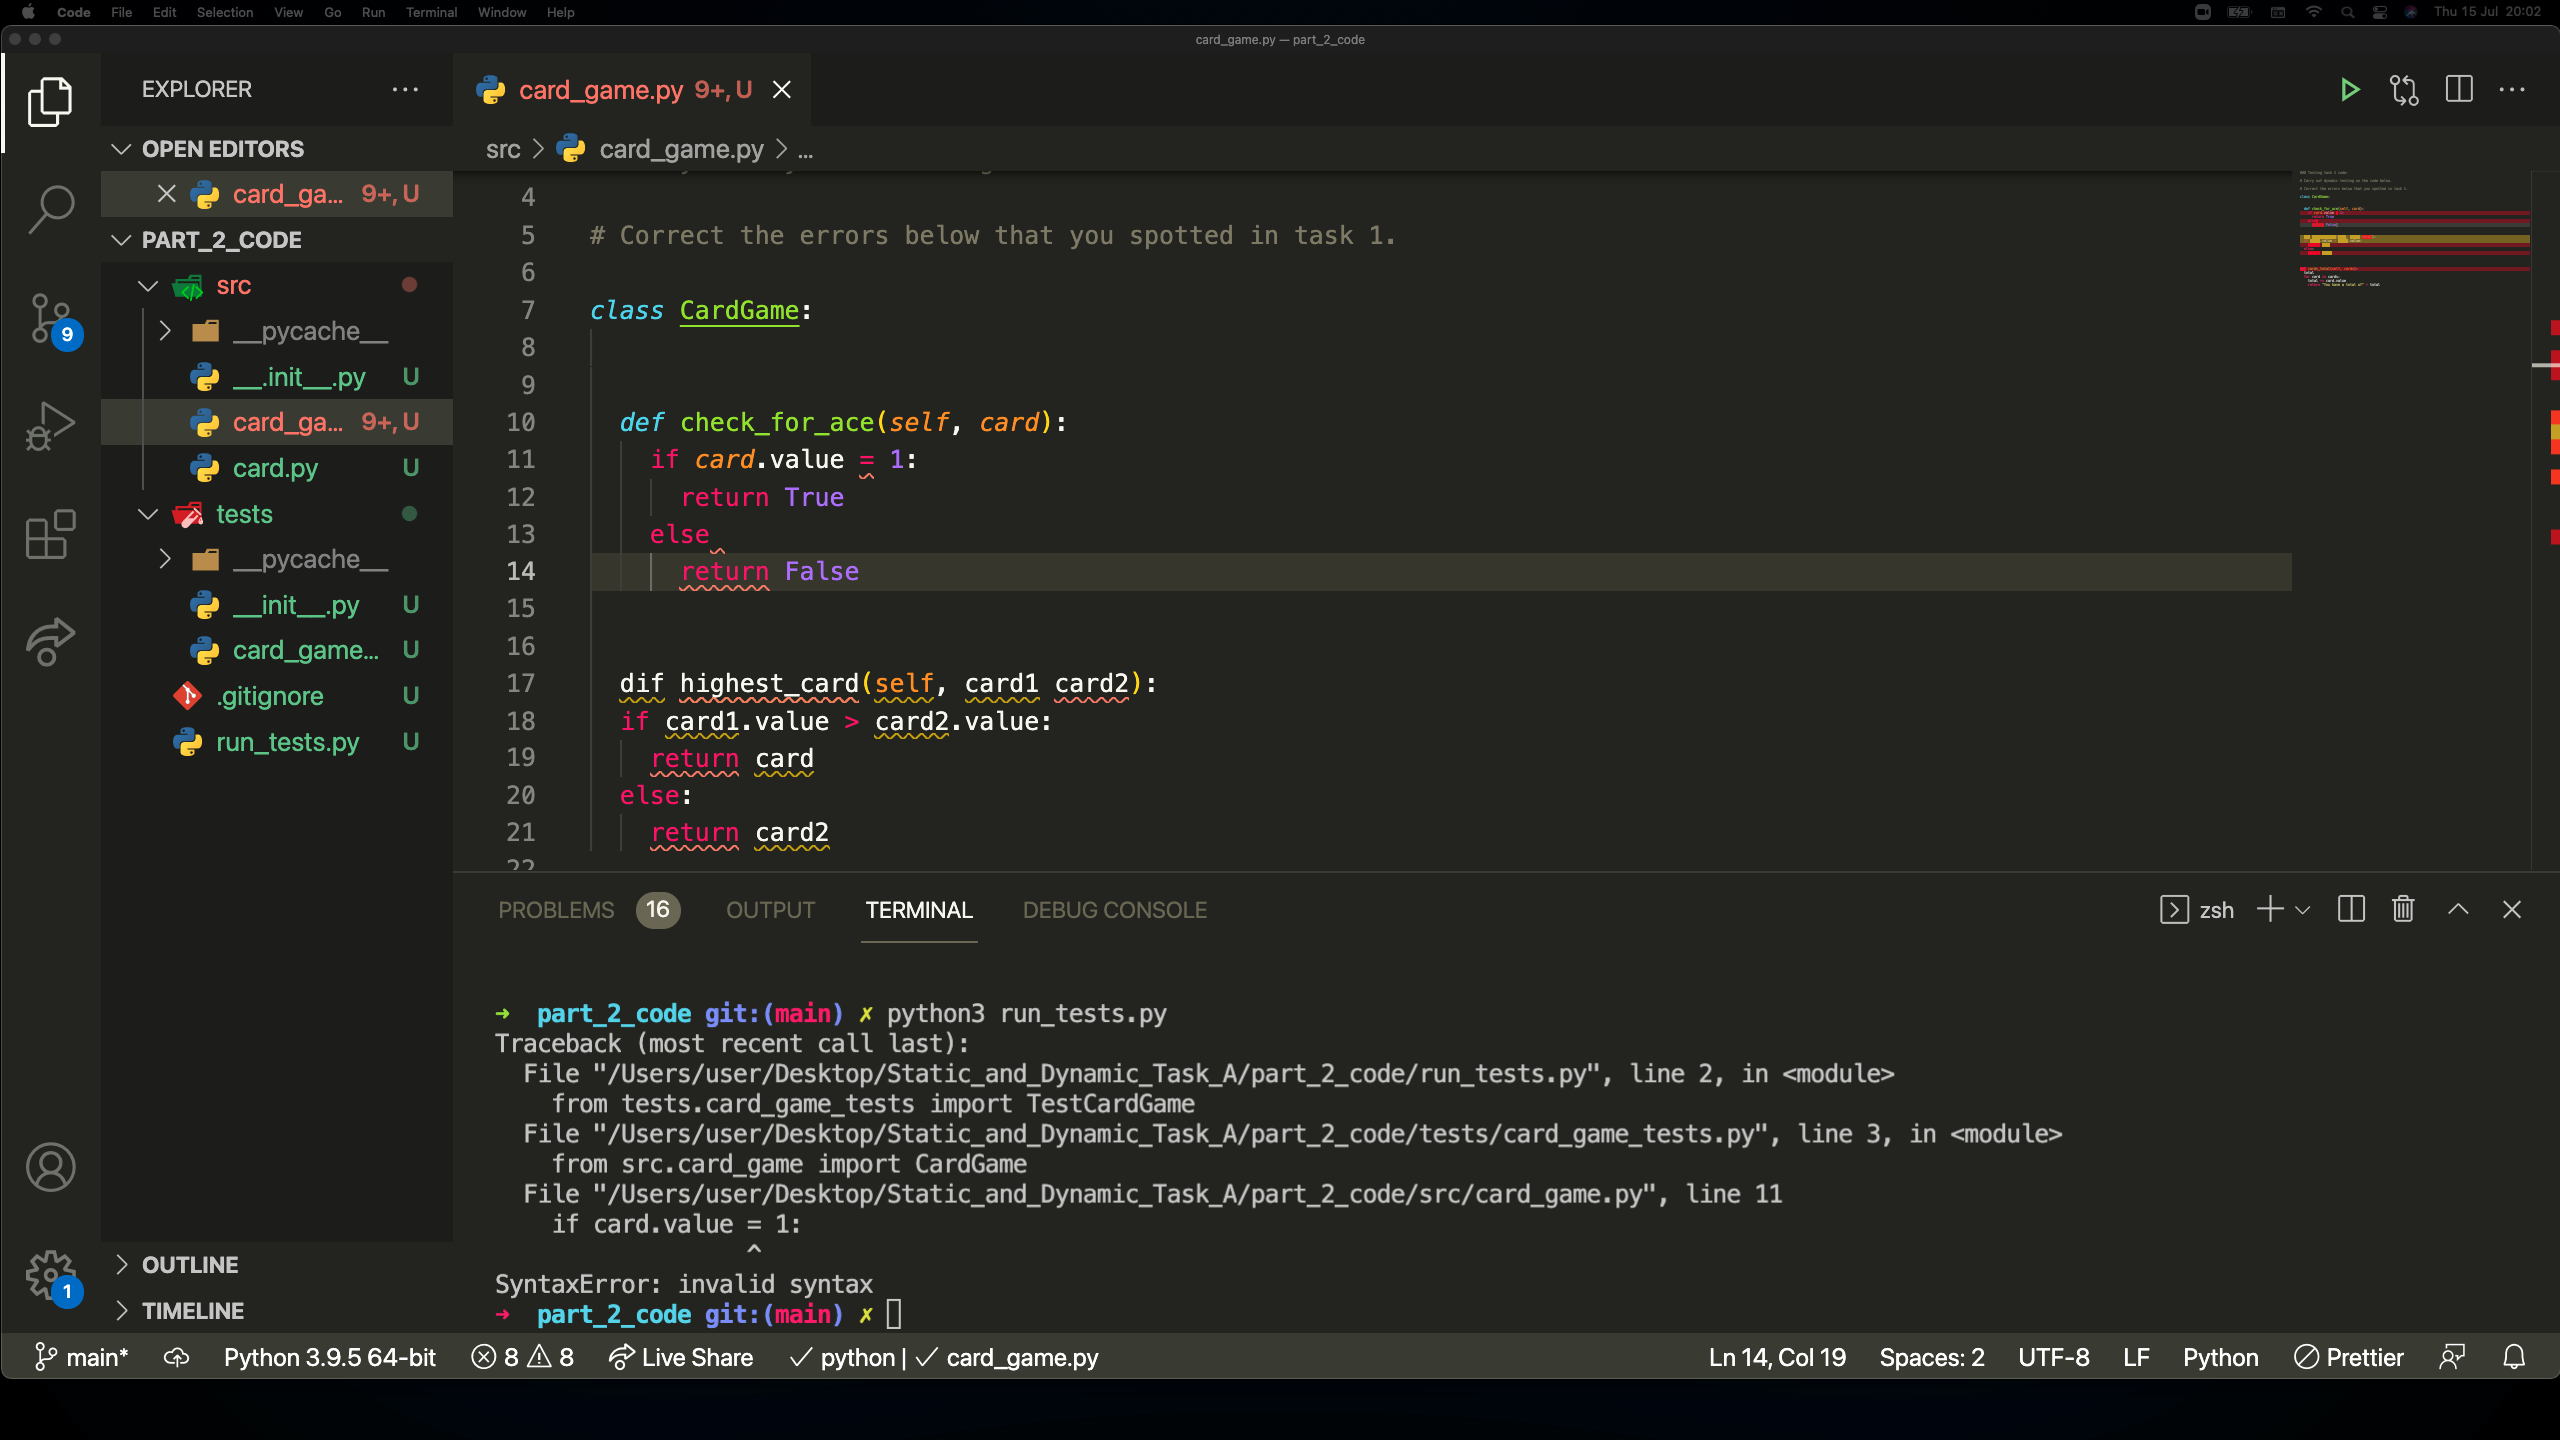 Code File Edit Selection View Go Run Terminal Window Help Thu 15 Jul 20:02
card_game.py — part_2_code
EXPLORER
card_game.py 9+, U
OPEN EDITORS
src > card_game.py > ...
card_ga... 9+, U
PART_2_CODE
src
__pycache__
__.init__.py U
card_ga... 9+, U
card.py U
tests
__pycache__
__init__.py U
card_game... U
.gitignore U
run_tests.py U
OUTLINE
TIMELINE
9
1
4
5 # Correct the errors below that you spotted in task 1.
6
7 class CardGame:
8
9
10 def check_for_ace(self, card):
11 if card.value = 1:
12 return True
13 else
14 return False
15
16
17 dif highest_card(self, card1 card2):
18 if card1.value > card2.value:
19 return card
20 else:
21 return card2
22
PROBLEMS 16 OUTPUT TERMINAL DEBUG CONSOLE zsh
➜ part_2_code git:(main) ✗ python3 run_tests.py
Traceback (most recent call last):
File "/Users/user/Desktop/Static_and_Dynamic_Task_A/part_2_code/run_tests.py", line 2, in <module>
from tests.card_game_tests import TestCardGame
File "/Users/user/Desktop/Static_and_Dynamic_Task_A/part_2_code/tests/card_game_tests.py", line 3, in <module>
from src.card_game import CardGame
File "/Users/user/Desktop/Static_and_Dynamic_Task_A/part_2_code/src/card_game.py", line 11
if card.value = 1:
^
SyntaxError: invalid syntax
➜ part_2_code git:(main) ✗
main* Python 3.9.5 64-bit 8 8 Live Share python | card_game.py Ln 14, Col 19 Spaces: 2 UTF-8 LF Python Prettier